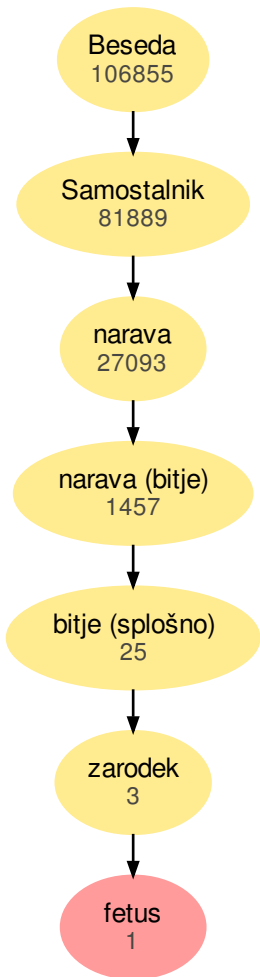 Beseda
106855
Samostalnik
81889
narava
27093
narava (bitje)
1457
bitje (splošno)
25
zarodek
3
fetus
1